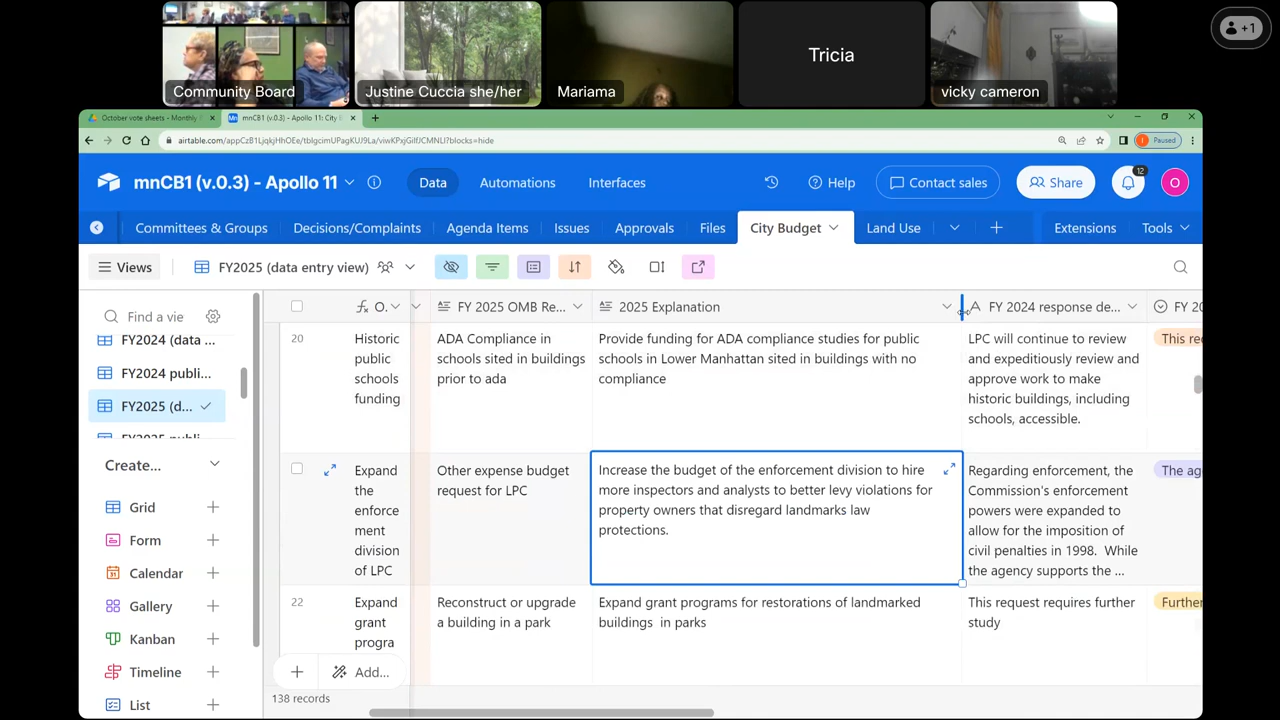 Community Board
Justine Cuccia she/her
Mariama
Tricia
Tricia
vicky cameron
+1
October vote sheets - Monthly
mnCB1 (v.0.3) - Apollo 11: City B
airtable.com/appCzB1LjqkjHhOEe/tblgcimUPagKUJ9La/viwKPxjGilfJCMNLI?blocks=hide
Paused
mnCB1 (v.0.3) - Apollo 11
Data
Automations
Interfaces
Help
Contact sales
Share
12
O
Committees & Groups
Decisions/Complaints
Agenda Items
Issues
Approvals
Files
City Budget
Land Use
Extensions
Tools
Views
FY2025 (data entry view)
Find a vie
FY2024 (data ...
FY2024 publi...
FY2025 (d...
FY2025 publi...
Create...
Grid
Form
Calendar
Gallery
Kanban
Timeline
List
O...
FY 2025 OMB Re...
2025 Explanation
FY 2024 response de...
FY 20
20
Historic
public
schools
funding
ADA Compliance in
schools sited in buildings
prior to ada
Provide funding for ADA compliance studies for public
schools in Lower Manhattan sited in buildings with no
compliance
LPC will continue to review
and expeditiously review and
approve work to make
historic buildings, including
schools, accessible.
This rec
Expand
the
enforce
ment
division
of LPC
Other expense budget
request for LPC
Increase the budget of the enforcement division to hire
more inspectors and analysts to better levy violations for
property owners that disregard landmarks law
protections.
Regarding enforcement, the
Commission's enforcement
powers were expanded to
allow for the imposition of
civil penalties in 1998. While
the agency supports the ...
The ag
22
Expand
grant
progra
Reconstruct or upgrade
a building in a park
Expand grant programs for restorations of landmarked
buildings in parks
This request requires further
study
Further
Add...
138 records